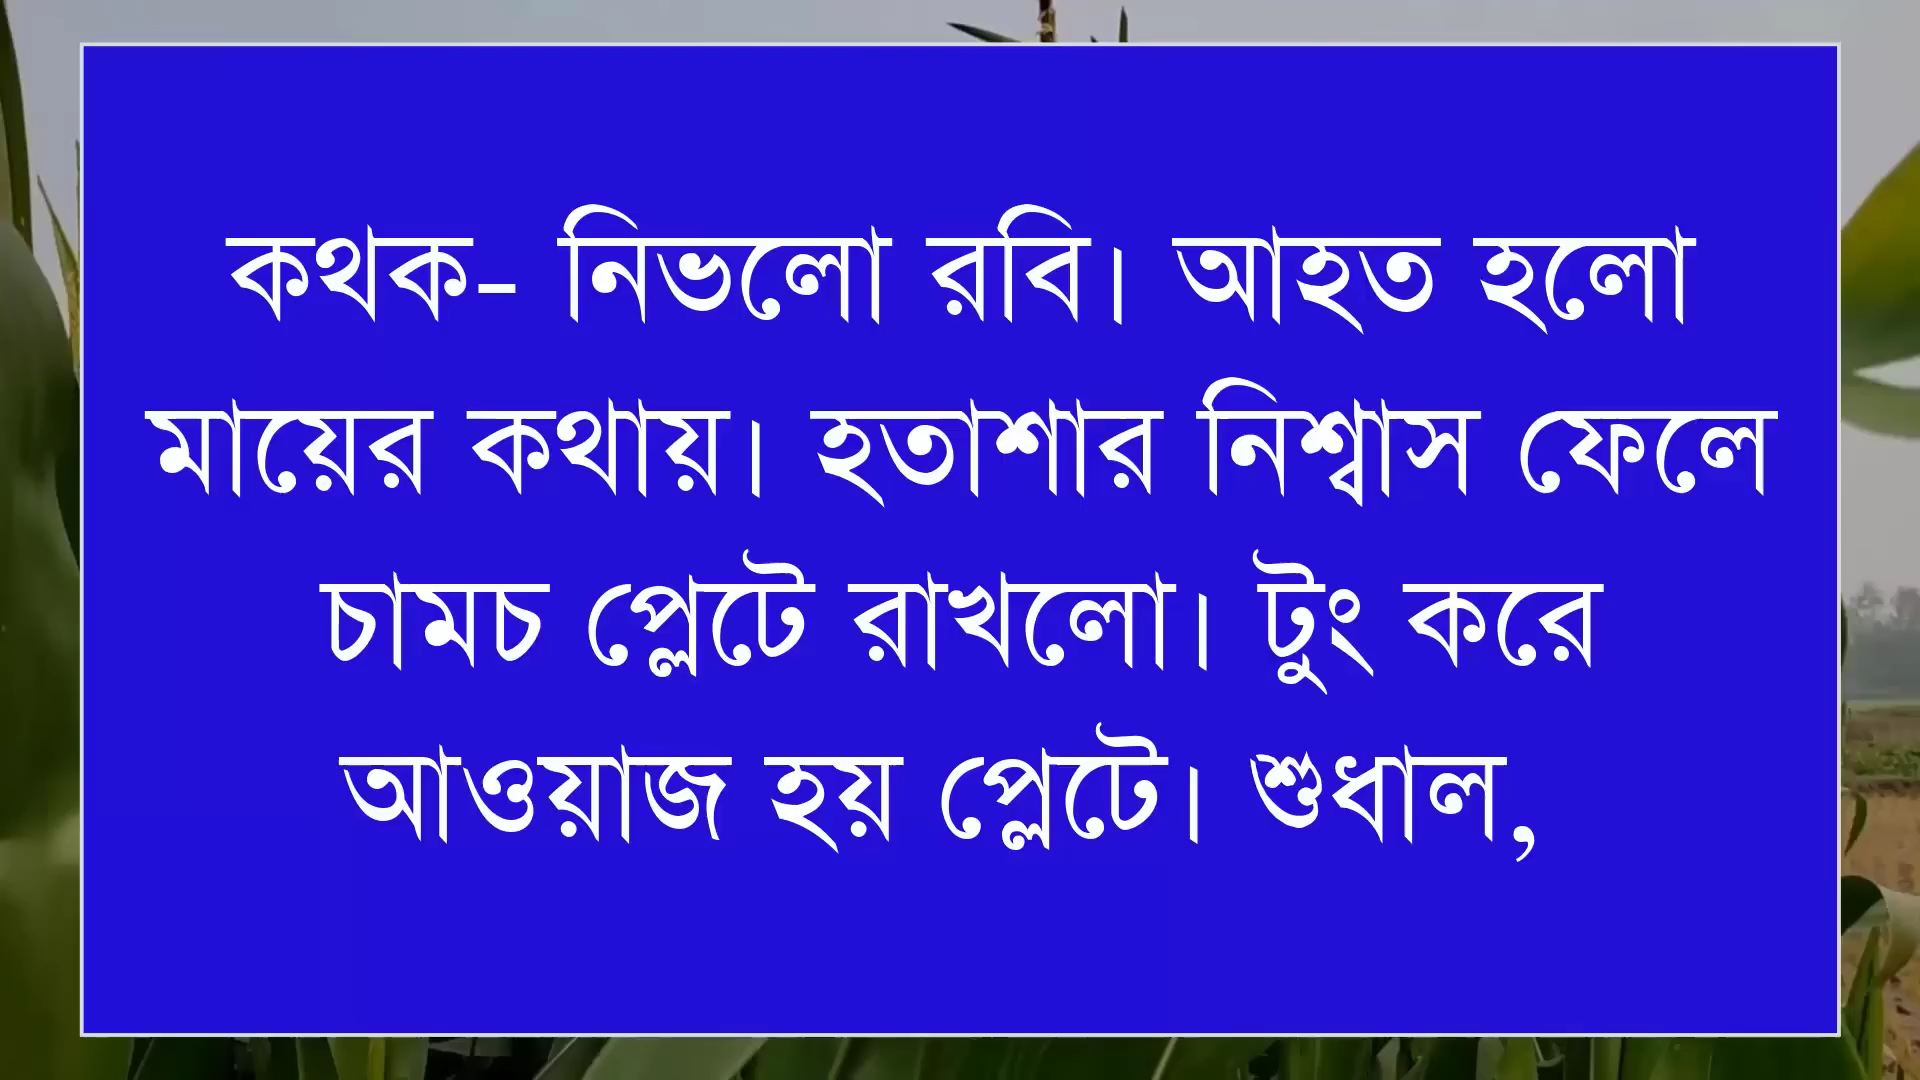 কথক- নিভলো রবি। আহত হলো
মায়ের কথায়। হতাশার নিশ্বাস ফেলে
চামচ প্লেটে রাখলো। টুং করে
আওয়াজ হয় প্লেটে। শুধাল,